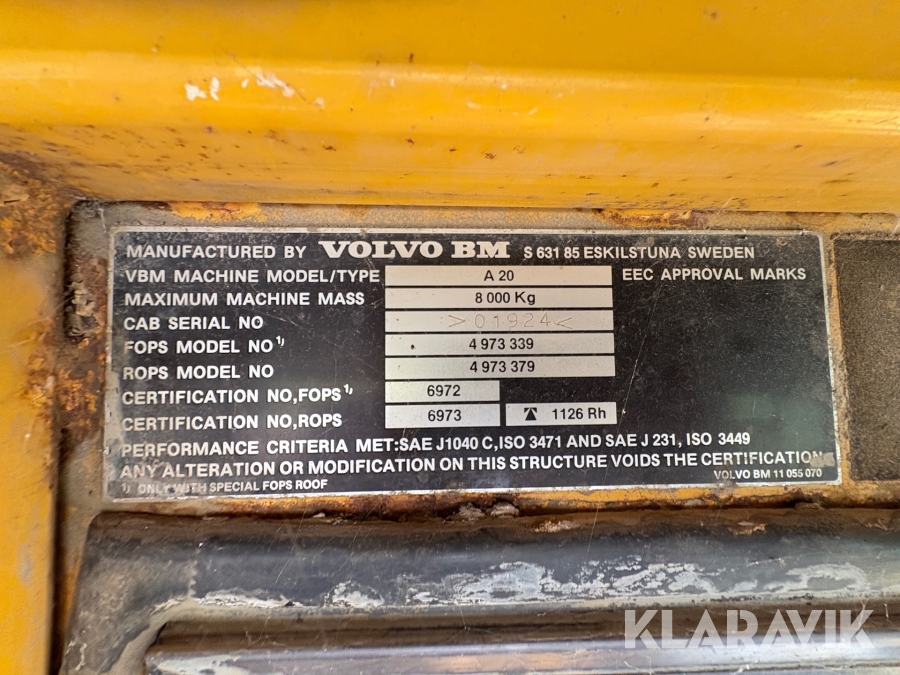 MANUFACTURED BY VOLVO BM S 631 85 ESKILSTUNA SWEDEN
VBM MACHINE MODEL/TYPE A 20 EEC APPROVAL MARKS
MAXIMUM MACHINE MASS 8 000 Kg
CAB SERIAL NO >01924<
FOPS MODEL NO 1) 4 973 339
ROPS MODEL NO 4 973 379
CERTIFICATION NO,FOPS 1) 6972
CERTIFICATION NO,ROPS 6973 1126 Rh
PERFORMANCE CRITERIA MET:SAE J1040 C,ISO 3471 AND SAE J 231, ISO 3449
ANY ALTERATION OR MODIFICATION ON THIS STRUCTURE VOIDS THE CERTIFICATION
1) ONLY WITH SPECIAL FOPS ROOF VOLVO BM 11 055 070
KLARAVIK